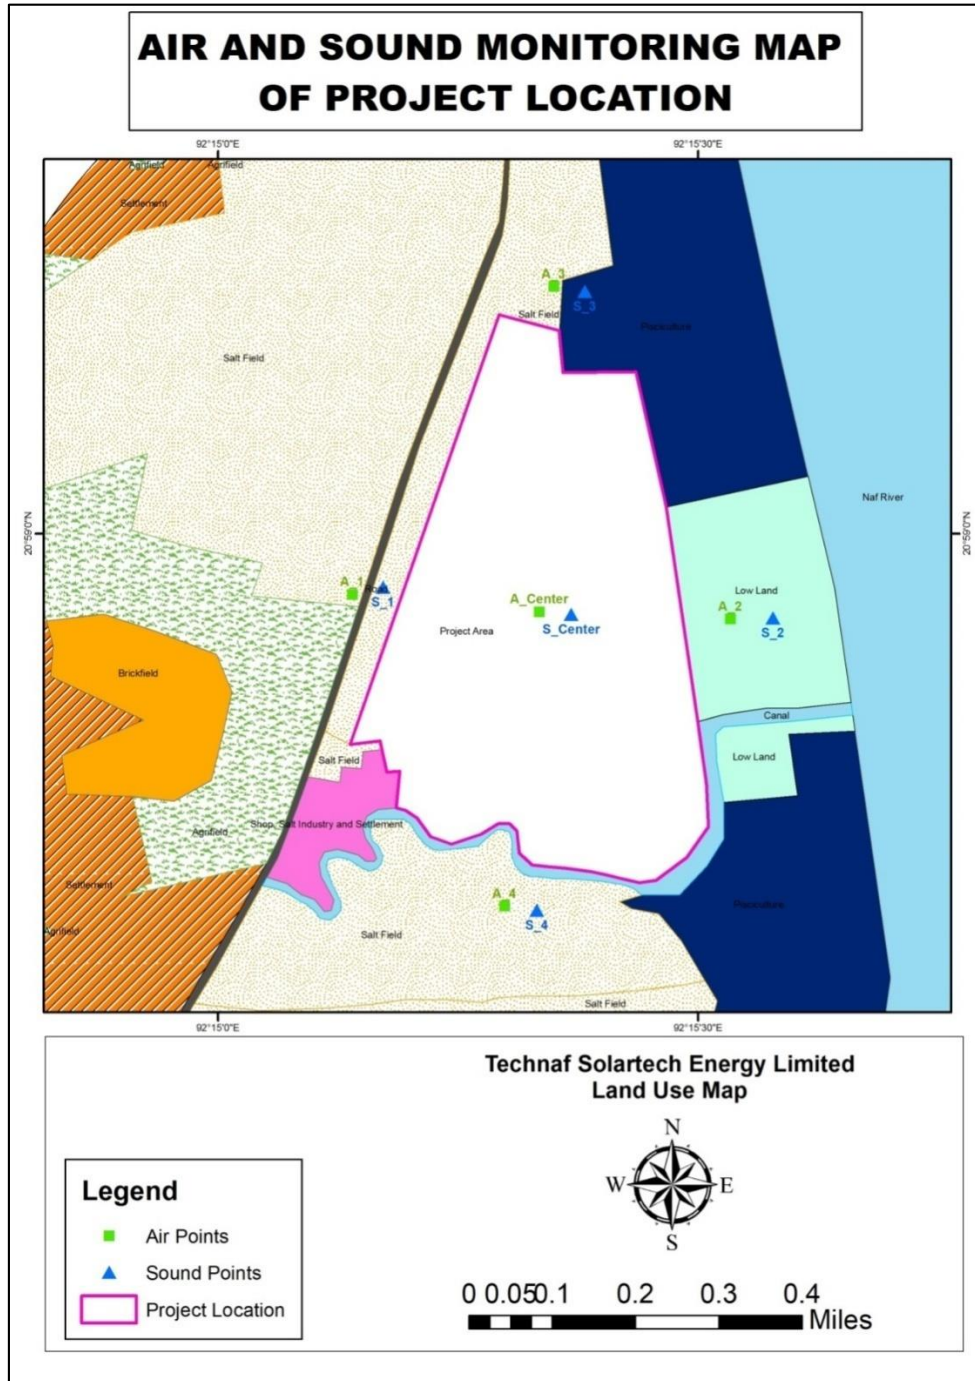 AIR AND SOUND MONITORING MAP
OF PROJECT LOCATION
92°15'0"E
92°15'30"E
Agrifield
Agrifield
Settlement
A_3
S_3
Salt Field
Pisciculture
Salt Field
Naf River
20°59'0"N
20°59'0"N
A_1
Road
S_1
A_Center
S_Center
Project Area
Low Land
A_2
S_2
Brickfield
Canal
Low Land
Salt Field
Shop, Salt Industry and Settlement
Agrifield
Settlement
A_4
S_4
Pisciculture
Agrifield
Salt Field
Salt Field
92°15'0"E
92°15'30"E
Technaf Solartech Energy Limited
Land Use Map
N
W
E
S
Legend
Air Points
Sound Points
Project Location
0 0.05 0.1 0.2 0.3 0.4
Miles